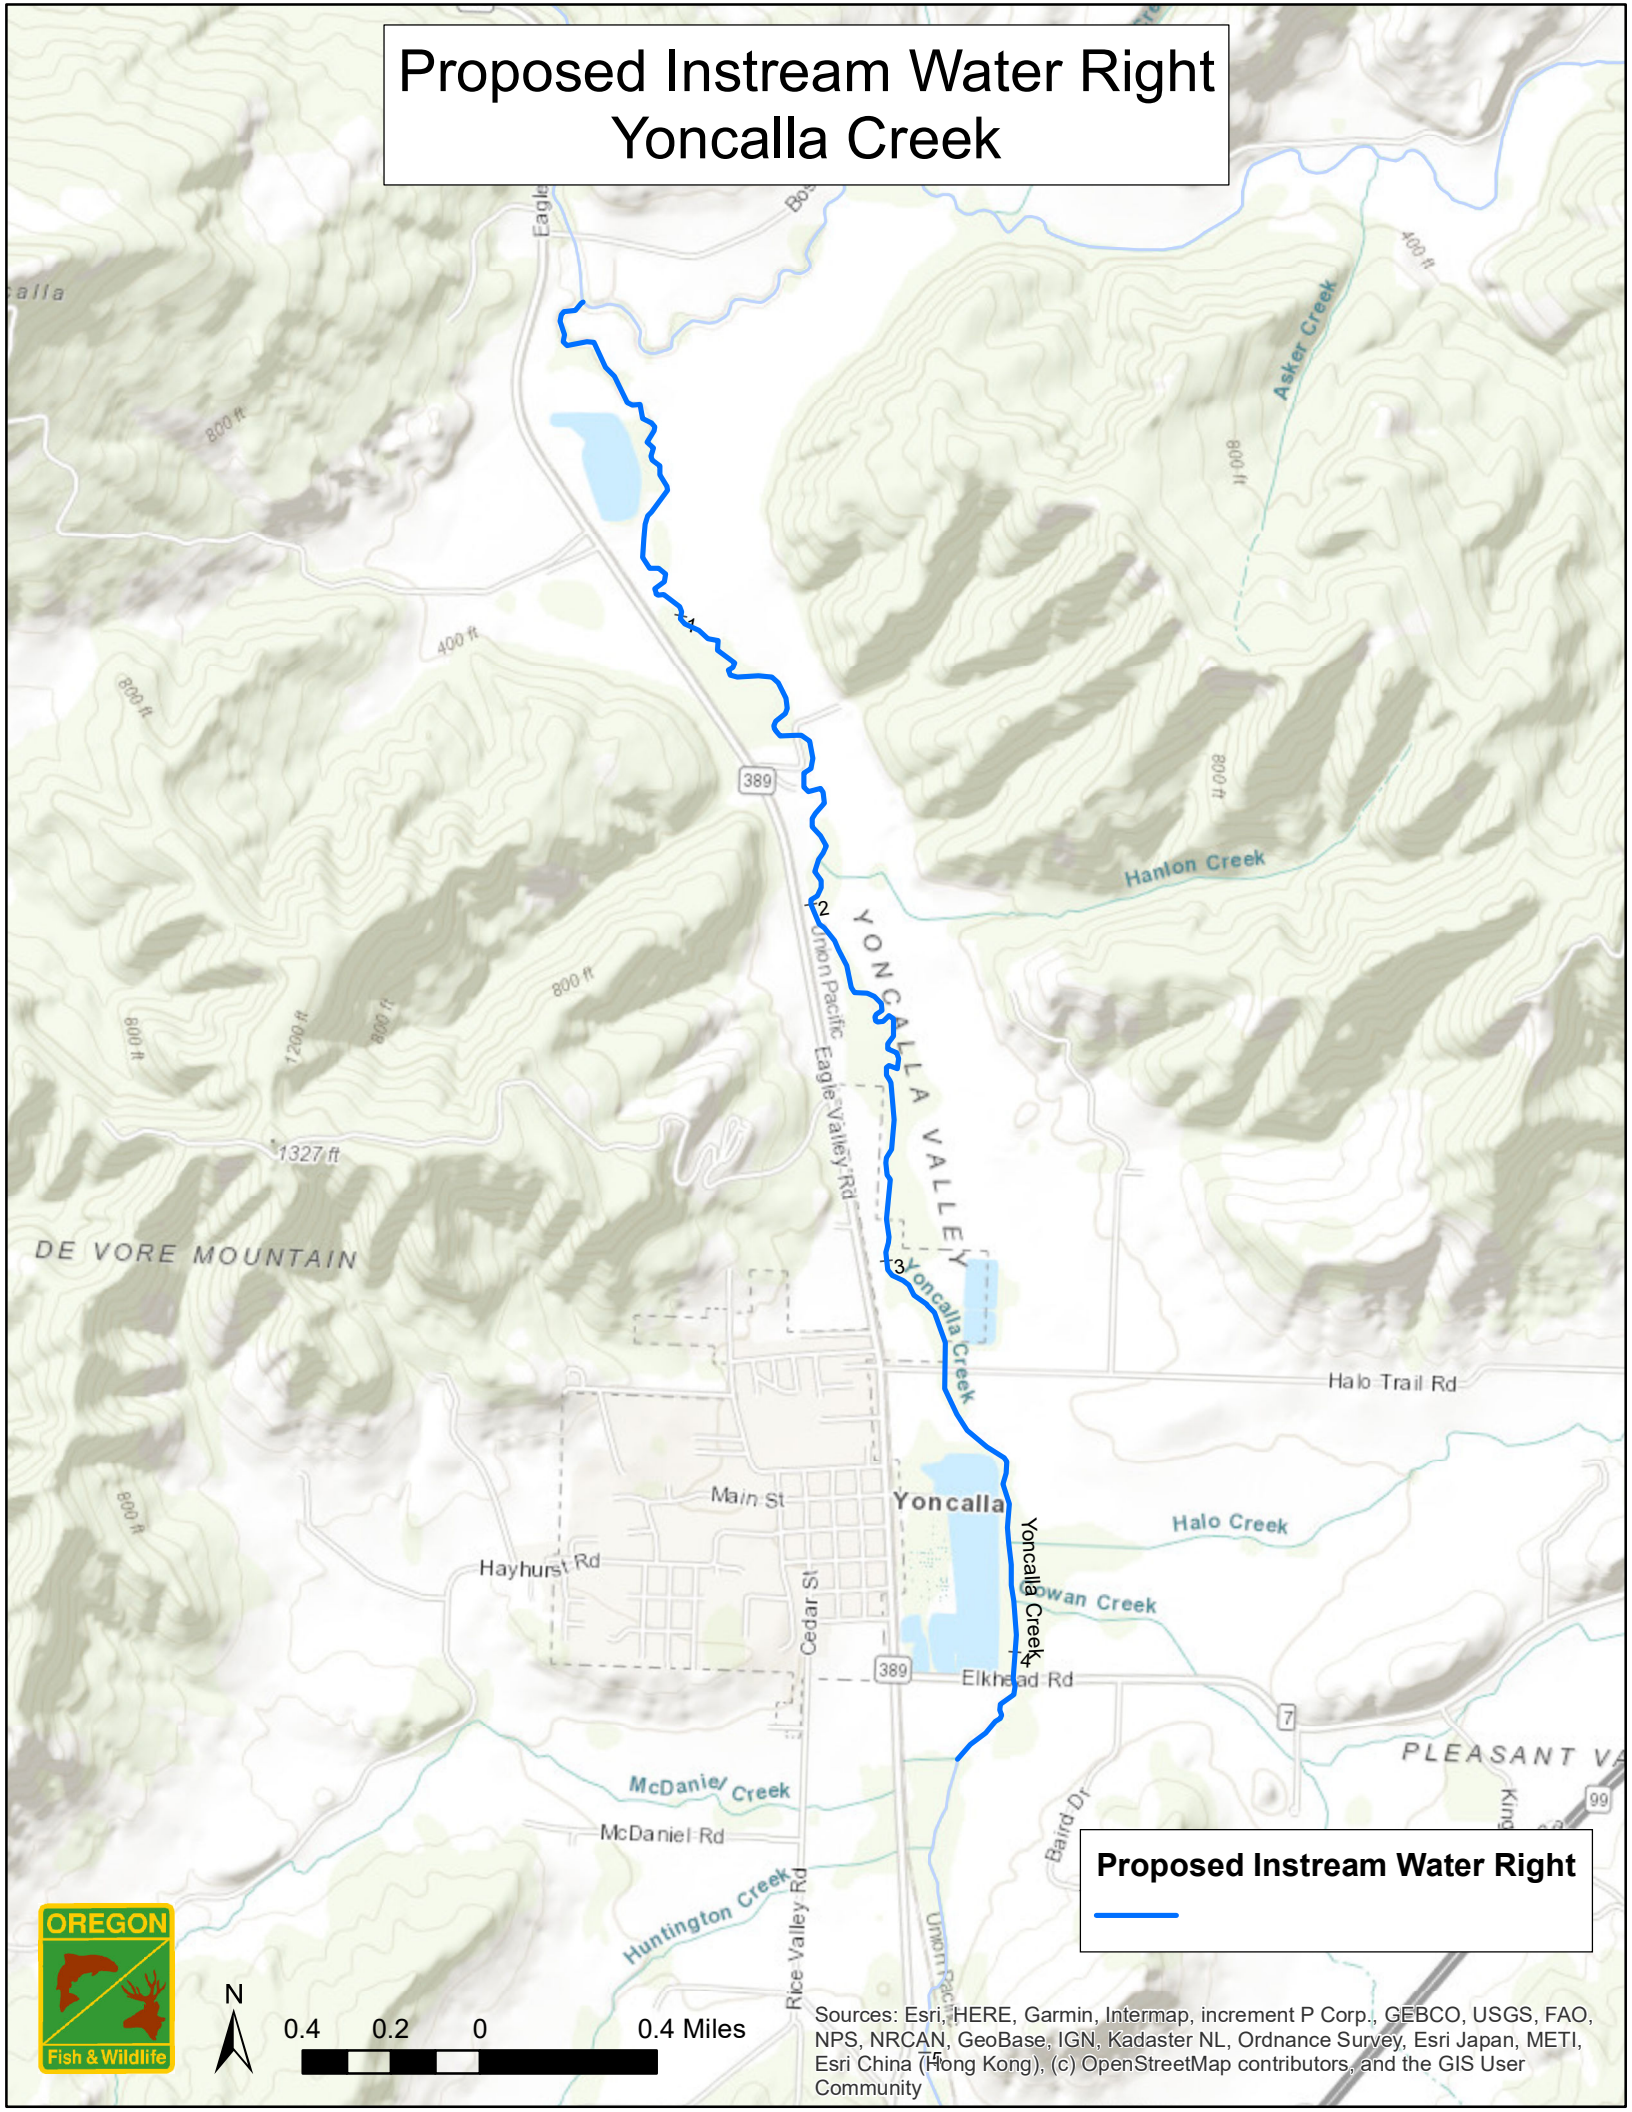 Proposed Instream Water Right
Yoncalla Creek
Eagle
calla
400 ft
Asker Creek
800 ft
800 ft
1
400 ft
800 ft
800 ft
389
Hanlon Creek
2
YONCALLA VALLEY
Union Pacific
800 ft
800 ft
1200 ft
800 ft
Eagle Valley Rd
1327 ft
DE VORE MOUNTAIN
3
Yoncalla Creek
Halo Trail Rd
Main St
Yoncalla
800 ft
Halo Creek
Yoncalla Creek
Hayhurst Rd
Cowan Creek
Cedar St
4
389
Elkhead Rd
7
PLEASANT VA
McDaniel Creek
99
King
Baird Dr
McDaniel Rd
Proposed Instream Water Right
Huntington Creek
Rice Valley Rd
Union Pacific
OREGON
Fish & Wildlife
N
0.4 0.2 0 0.4 Miles
5
Sources: Esri, HERE, Garmin, Intermap, increment P Corp., GEBCO, USGS, FAO,
NPS, NRCAN, GeoBase, IGN, Kadaster NL, Ordnance Survey, Esri Japan, METI,
Esri China (Hong Kong), (c) OpenStreetMap contributors, and the GIS User
Community